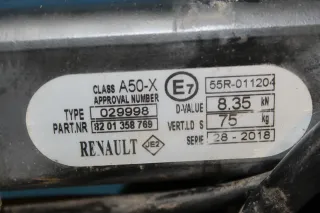 CLASS A50-X E7 55R-011204
APPROVAL NUMBER
TYPE 029998 D-VALUE 8,35 kN
PART.NR 82 01 358 769 VERT.LD S 75 kg
RENAULT JE2 SERIE 28 - 2018